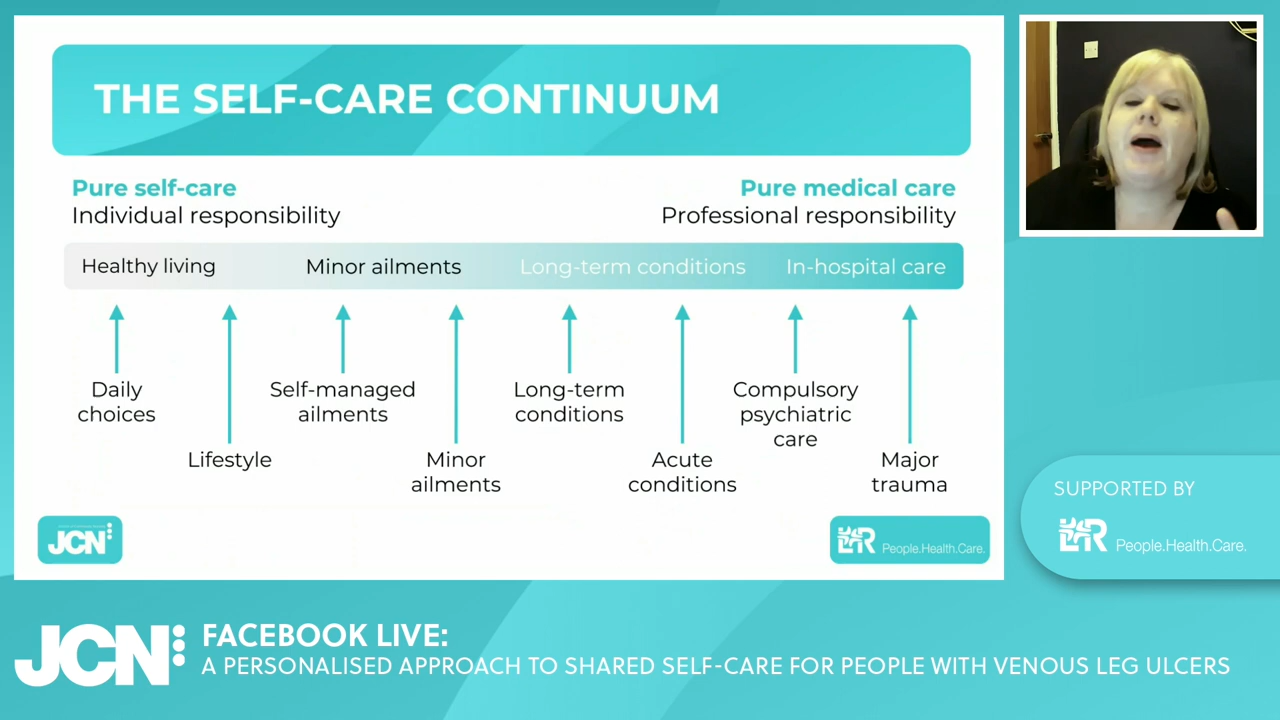 THE SELF-CARE CONTINUUM
Pure self-care
Individual responsibility
Pure medical care
Professional responsibility
Healthy living
Minor ailments
Long-term conditions
In-hospital care
Daily
choices
Lifestyle
Self-managed
ailments
Minor
ailments
Long-term
conditions
Acute
conditions
Compulsory
psychiatric
care
Major
trauma
JCN
L&R People.Health.Care.
SUPPORTED BY
L&R People.Health.Care.
JCN
FACEBOOK LIVE:
A PERSONALISED APPROACH TO SHARED SELF-CARE FOR PEOPLE WITH VENOUS LEG ULCERS